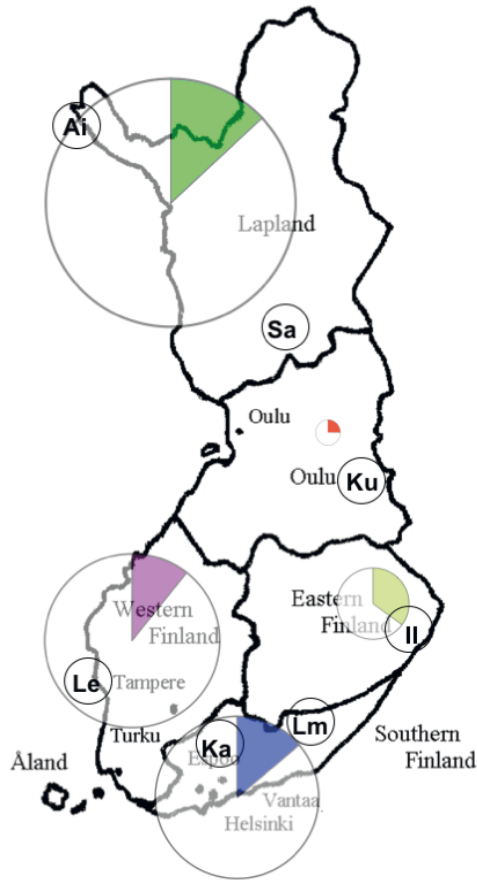 Ai
Lapland
Sa
Oulu
Oulu
Ku
Western
Finland
Eastern
Finland
Il
Le
Tampere
Lm
Turku
Ka
Espoo
Southern
Finland
Åland
Vantaa
Helsinki